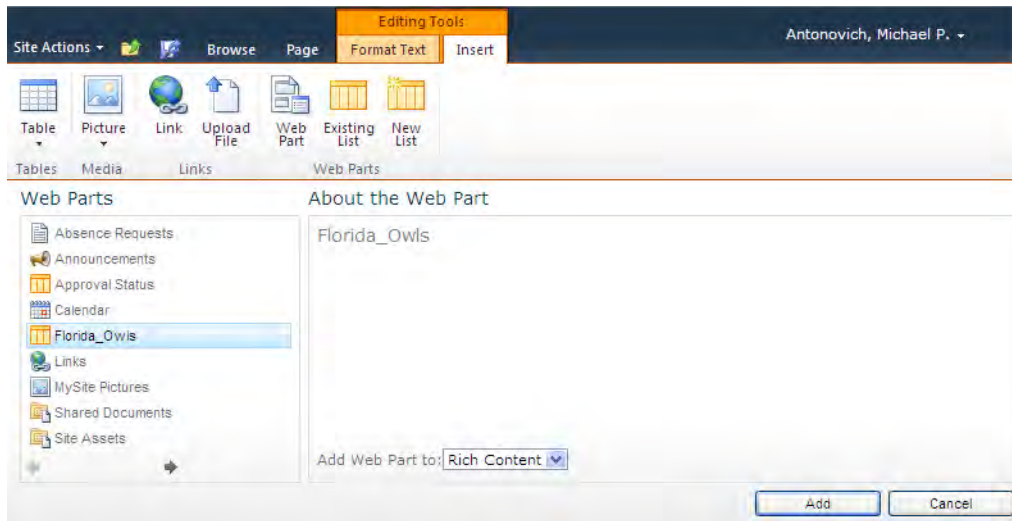 Editing Tools
Site Actions Browse Page Format Text Insert Antonovich, Michael P.
Table Picture Link Upload File Web Part Existing List New List
Tables Media Links Web Parts
Web Parts About the Web Part
Absence Requests Florida_Owls
Announcements
Approval Status
Calendar
Florida_Owls
Links
MySite Pictures
Shared Documents
Site Assets
Add Web Part to: Rich Content
Add Cancel